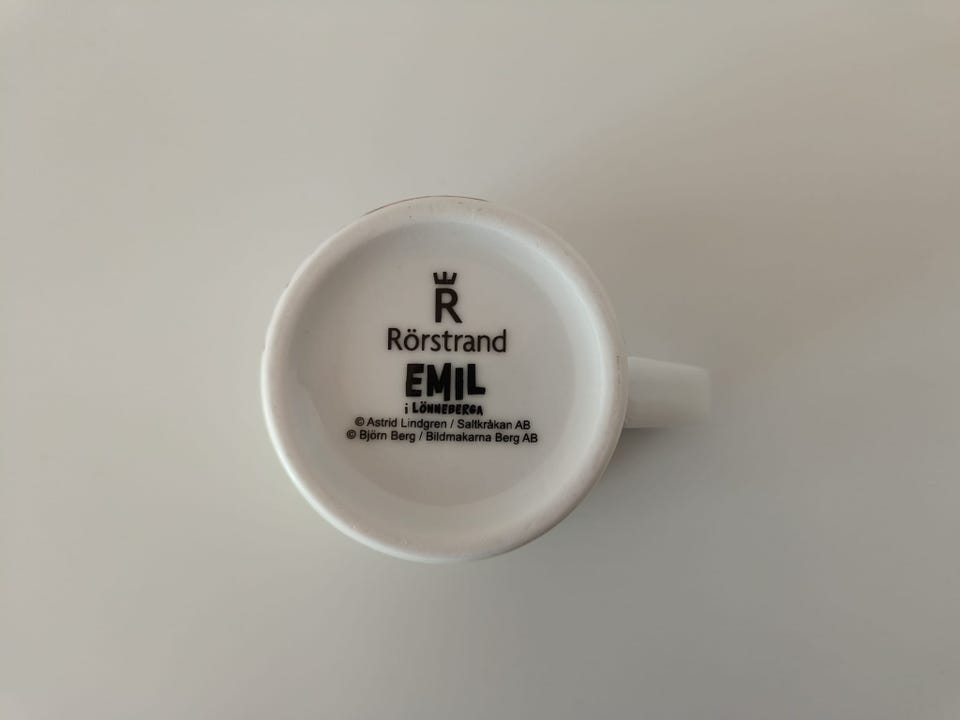 R
Rörstrand
EMIL
i LÖNNEBERGA
© Astrid Lindgren / Saltkråkan AB
© Björn Berg / Bildmakarna Berg AB